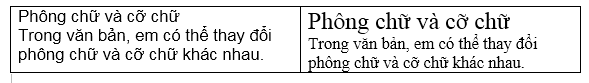 Phông chữ và cỡ chữ
Trong văn bản, em có thể thay đổi
phông chữ và cỡ chữ khác nhau.
Phông chữ và cỡ chữ
Trong văn bản, em có thể thay đổi
phông chữ và cỡ chữ khác nhau.